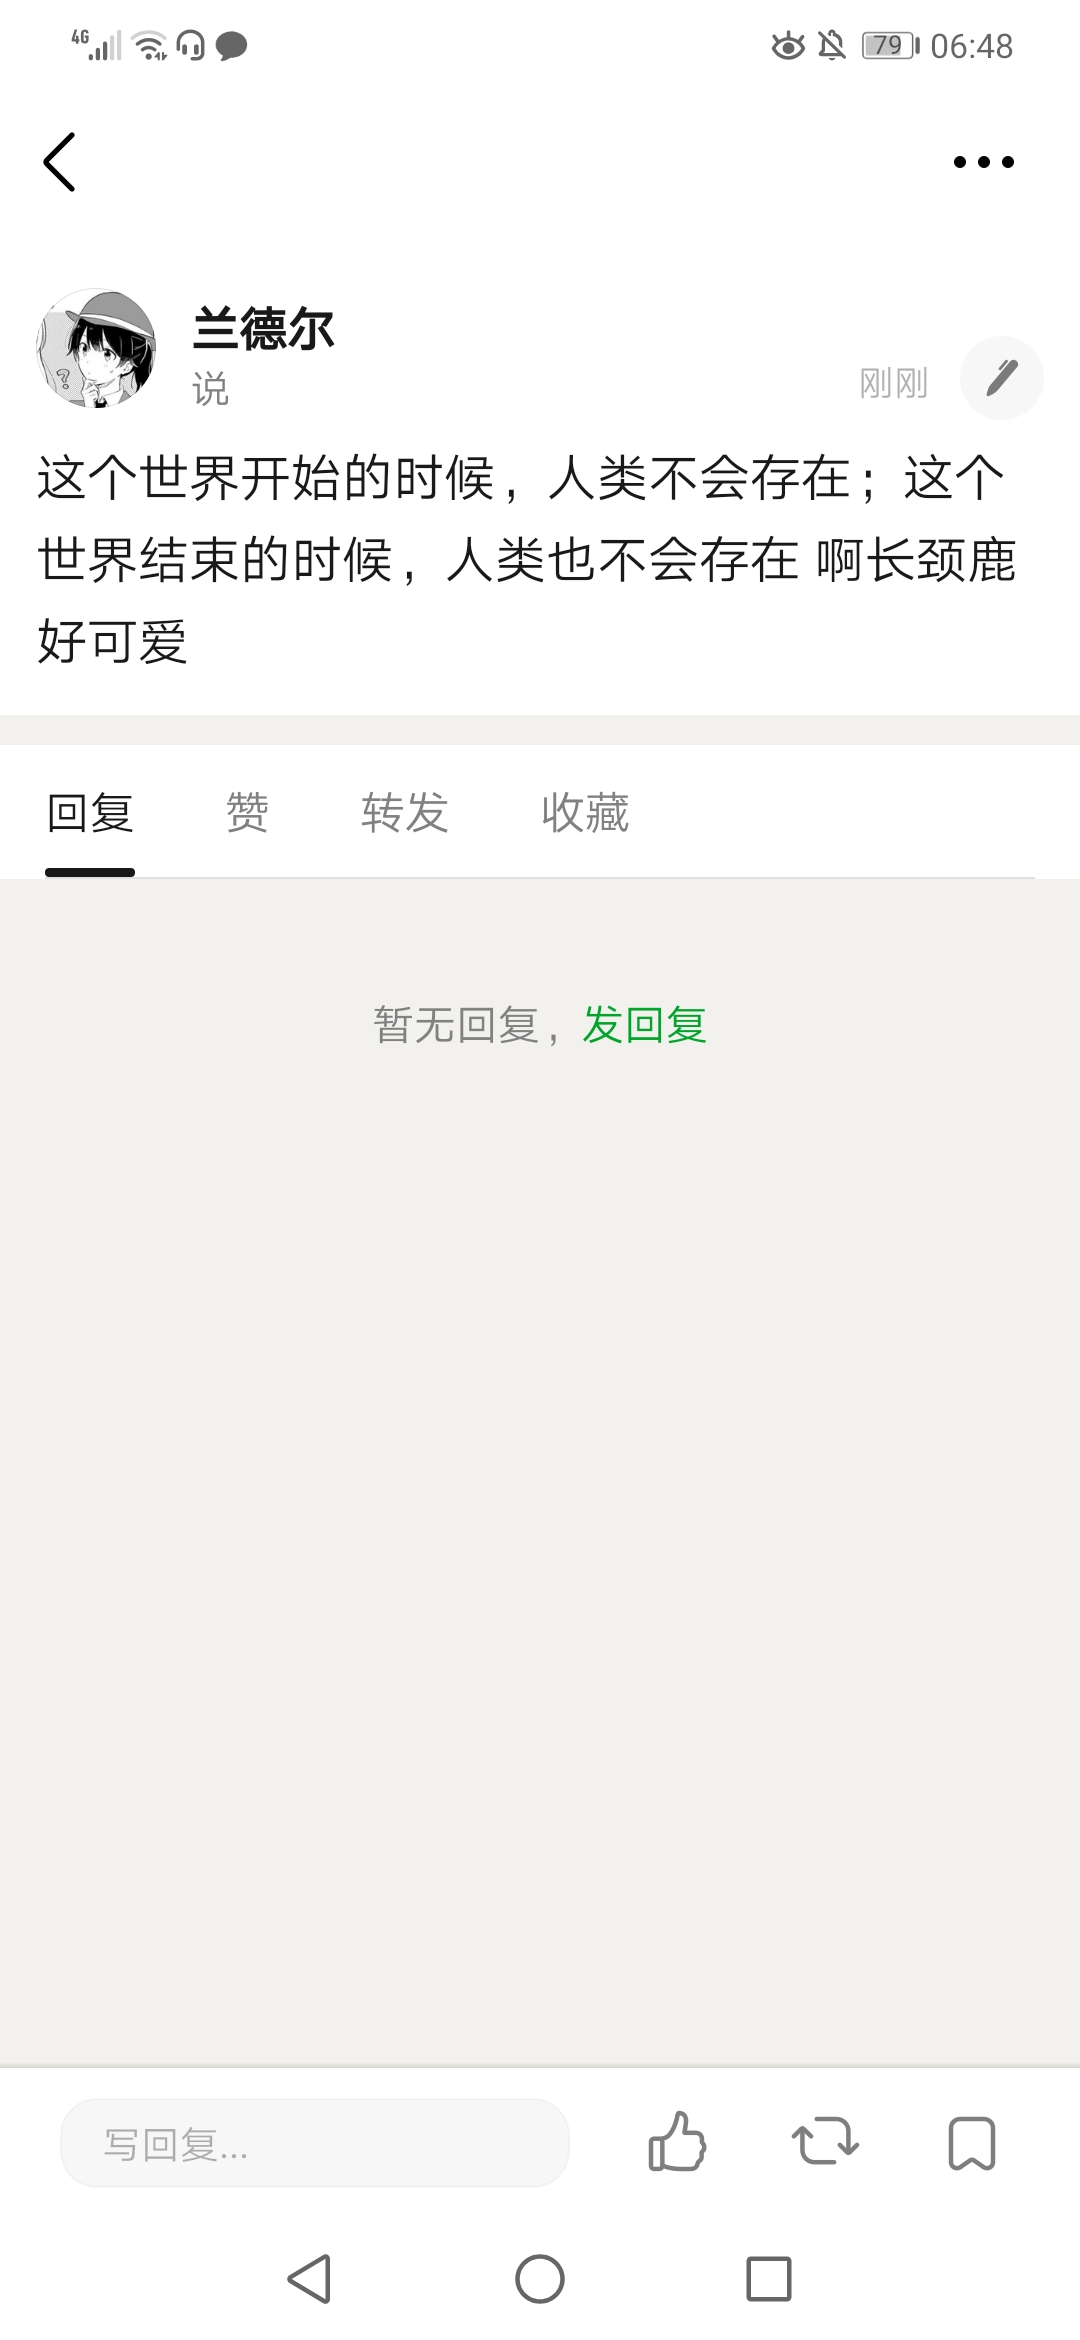 4G 79 06:48
兰德尔
说
刚刚
这个世界开始的时候，人类不会存在；这个
世界结束的时候，人类也不会存在 啊长颈鹿
好可爱
回复 赞 转发 收藏
暂无回复，发回复
写回复...